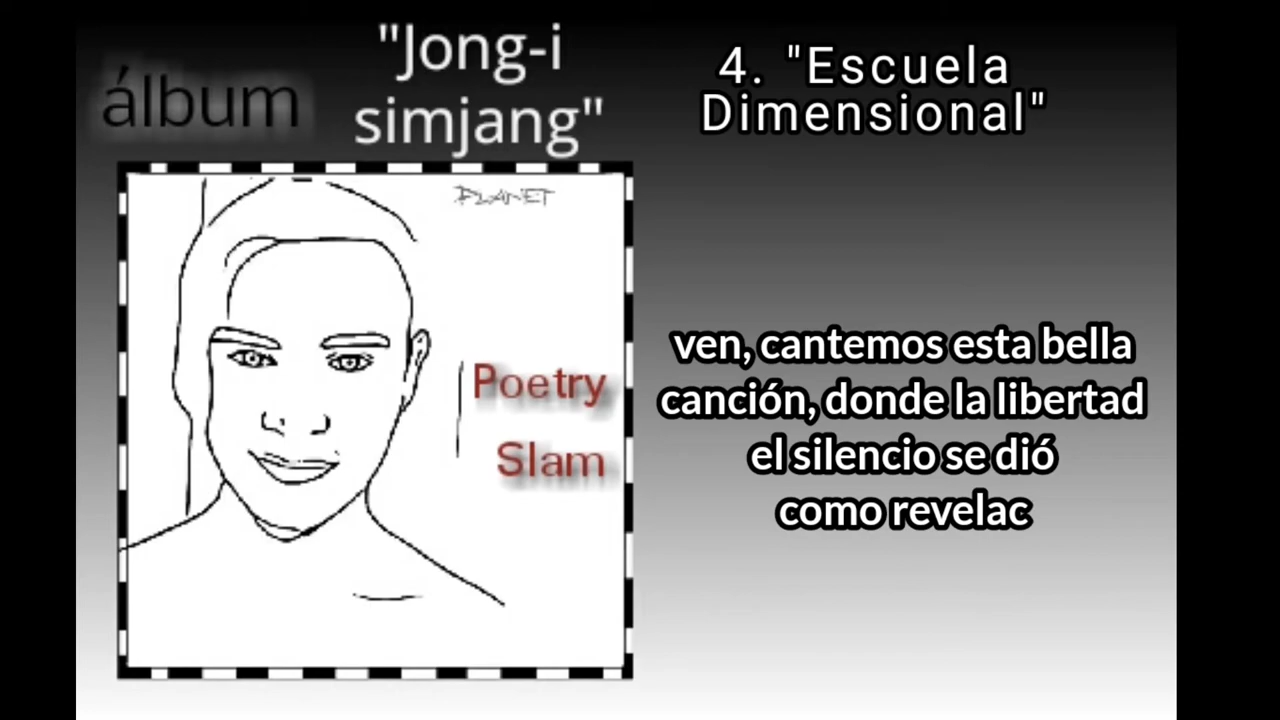 álbum
"Jong-i
simjang"
4. "Escuela
Dimensional"
PLANET
Poetry
Slam
ven, cantemos esta bella
canción, donde la libertad
el silencio se dió
como revelac